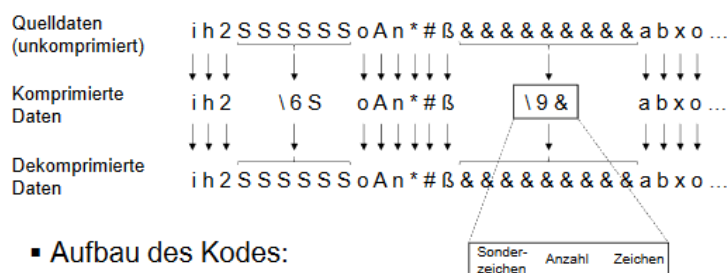 Quelldaten
(unkomprimiert)
i h 2 S S S S S S o A n * # ß & & & & & & & & & a b x o ...
Komprimierte
Daten
i h 2 \ 6 S o A n * # ß \ 9 & a b x o ...
Dekomprimierte
Daten
i h 2 S S S S S S o A n * # ß & & & & & & & & & a b x o ...
▪ Aufbau des Kodes:
Sonder-
zeichen
Anzahl
Zeichen